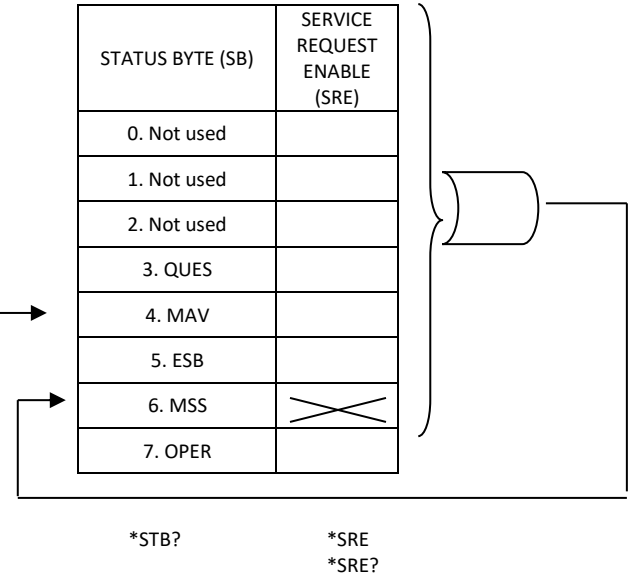 STATUS BYTE (SB)
SERVICE
REQUEST
ENABLE
(SRE)
0. Not used
1. Not used
2. Not used
3. QUES
4. MAV
5. ESB
6. MSS
7. OPER
*STB?
*SRE
*SRE?